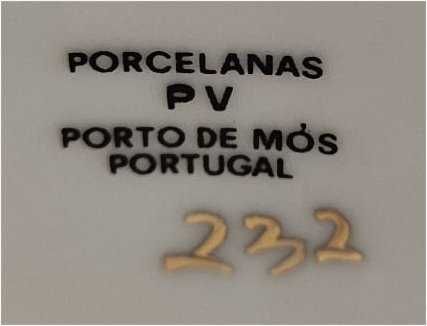 PORCELANAS
PV
PORTO DE MÓS
PORTUGAL
232